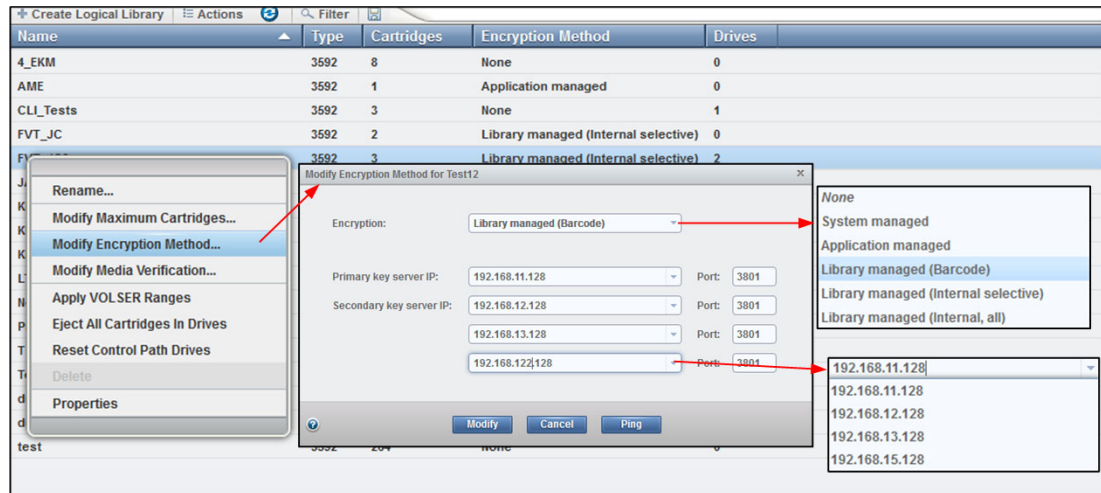 Create Logical Library Actions Filter
Name Type Cartridges Encryption Method Drives
4_EKM 3592 8 None 0
AME 3592 1 Application managed 0
CLI_Tests 3592 3 None 1
FVT_JC 3592 2 Library managed (Internal selective) 0
3592 3 Library managed (Internal selective) 2
Rename...
Modify Maximum Cartridges...
Modify Encryption Method...
Modify Media Verification...
Apply VOLSER Ranges
Eject All Cartridges In Drives
Reset Control Path Drives
Delete
Properties
Modify Encryption Method for Test12 x
Encryption: Library managed (Barcode)
Primary key server IP: 192.168.11.128 Port: 3801
Secondary key server IP: 192.168.12.128 Port: 3801
192.168.13.128 Port: 3801
192.168.122.128 Port: 3801
Modify Cancel Ping
None
System managed
Application managed
Library managed (Barcode)
Library managed (Internal selective)
Library managed (Internal, all)
192.168.11.128
192.168.11.128
192.168.12.128
192.168.13.128
192.168.15.128
test 3592 264 None 0